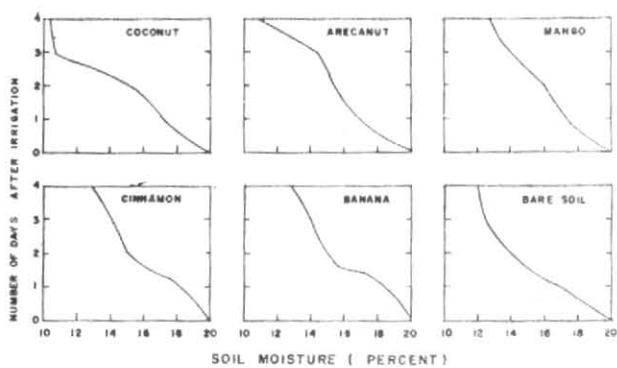 NUMBER OF DAYS AFTER IRRIGATION
4
3
2
1
0
COCONUT
ARECANUT
MANGO
4
3
2
1
0
CINNAMON
BANANA
BARE SOIL
10 12 14 16 18 20
10 12 14 16 18 20
10 12 14 16 18 20
SOIL MOISTURE ( PERCENT )